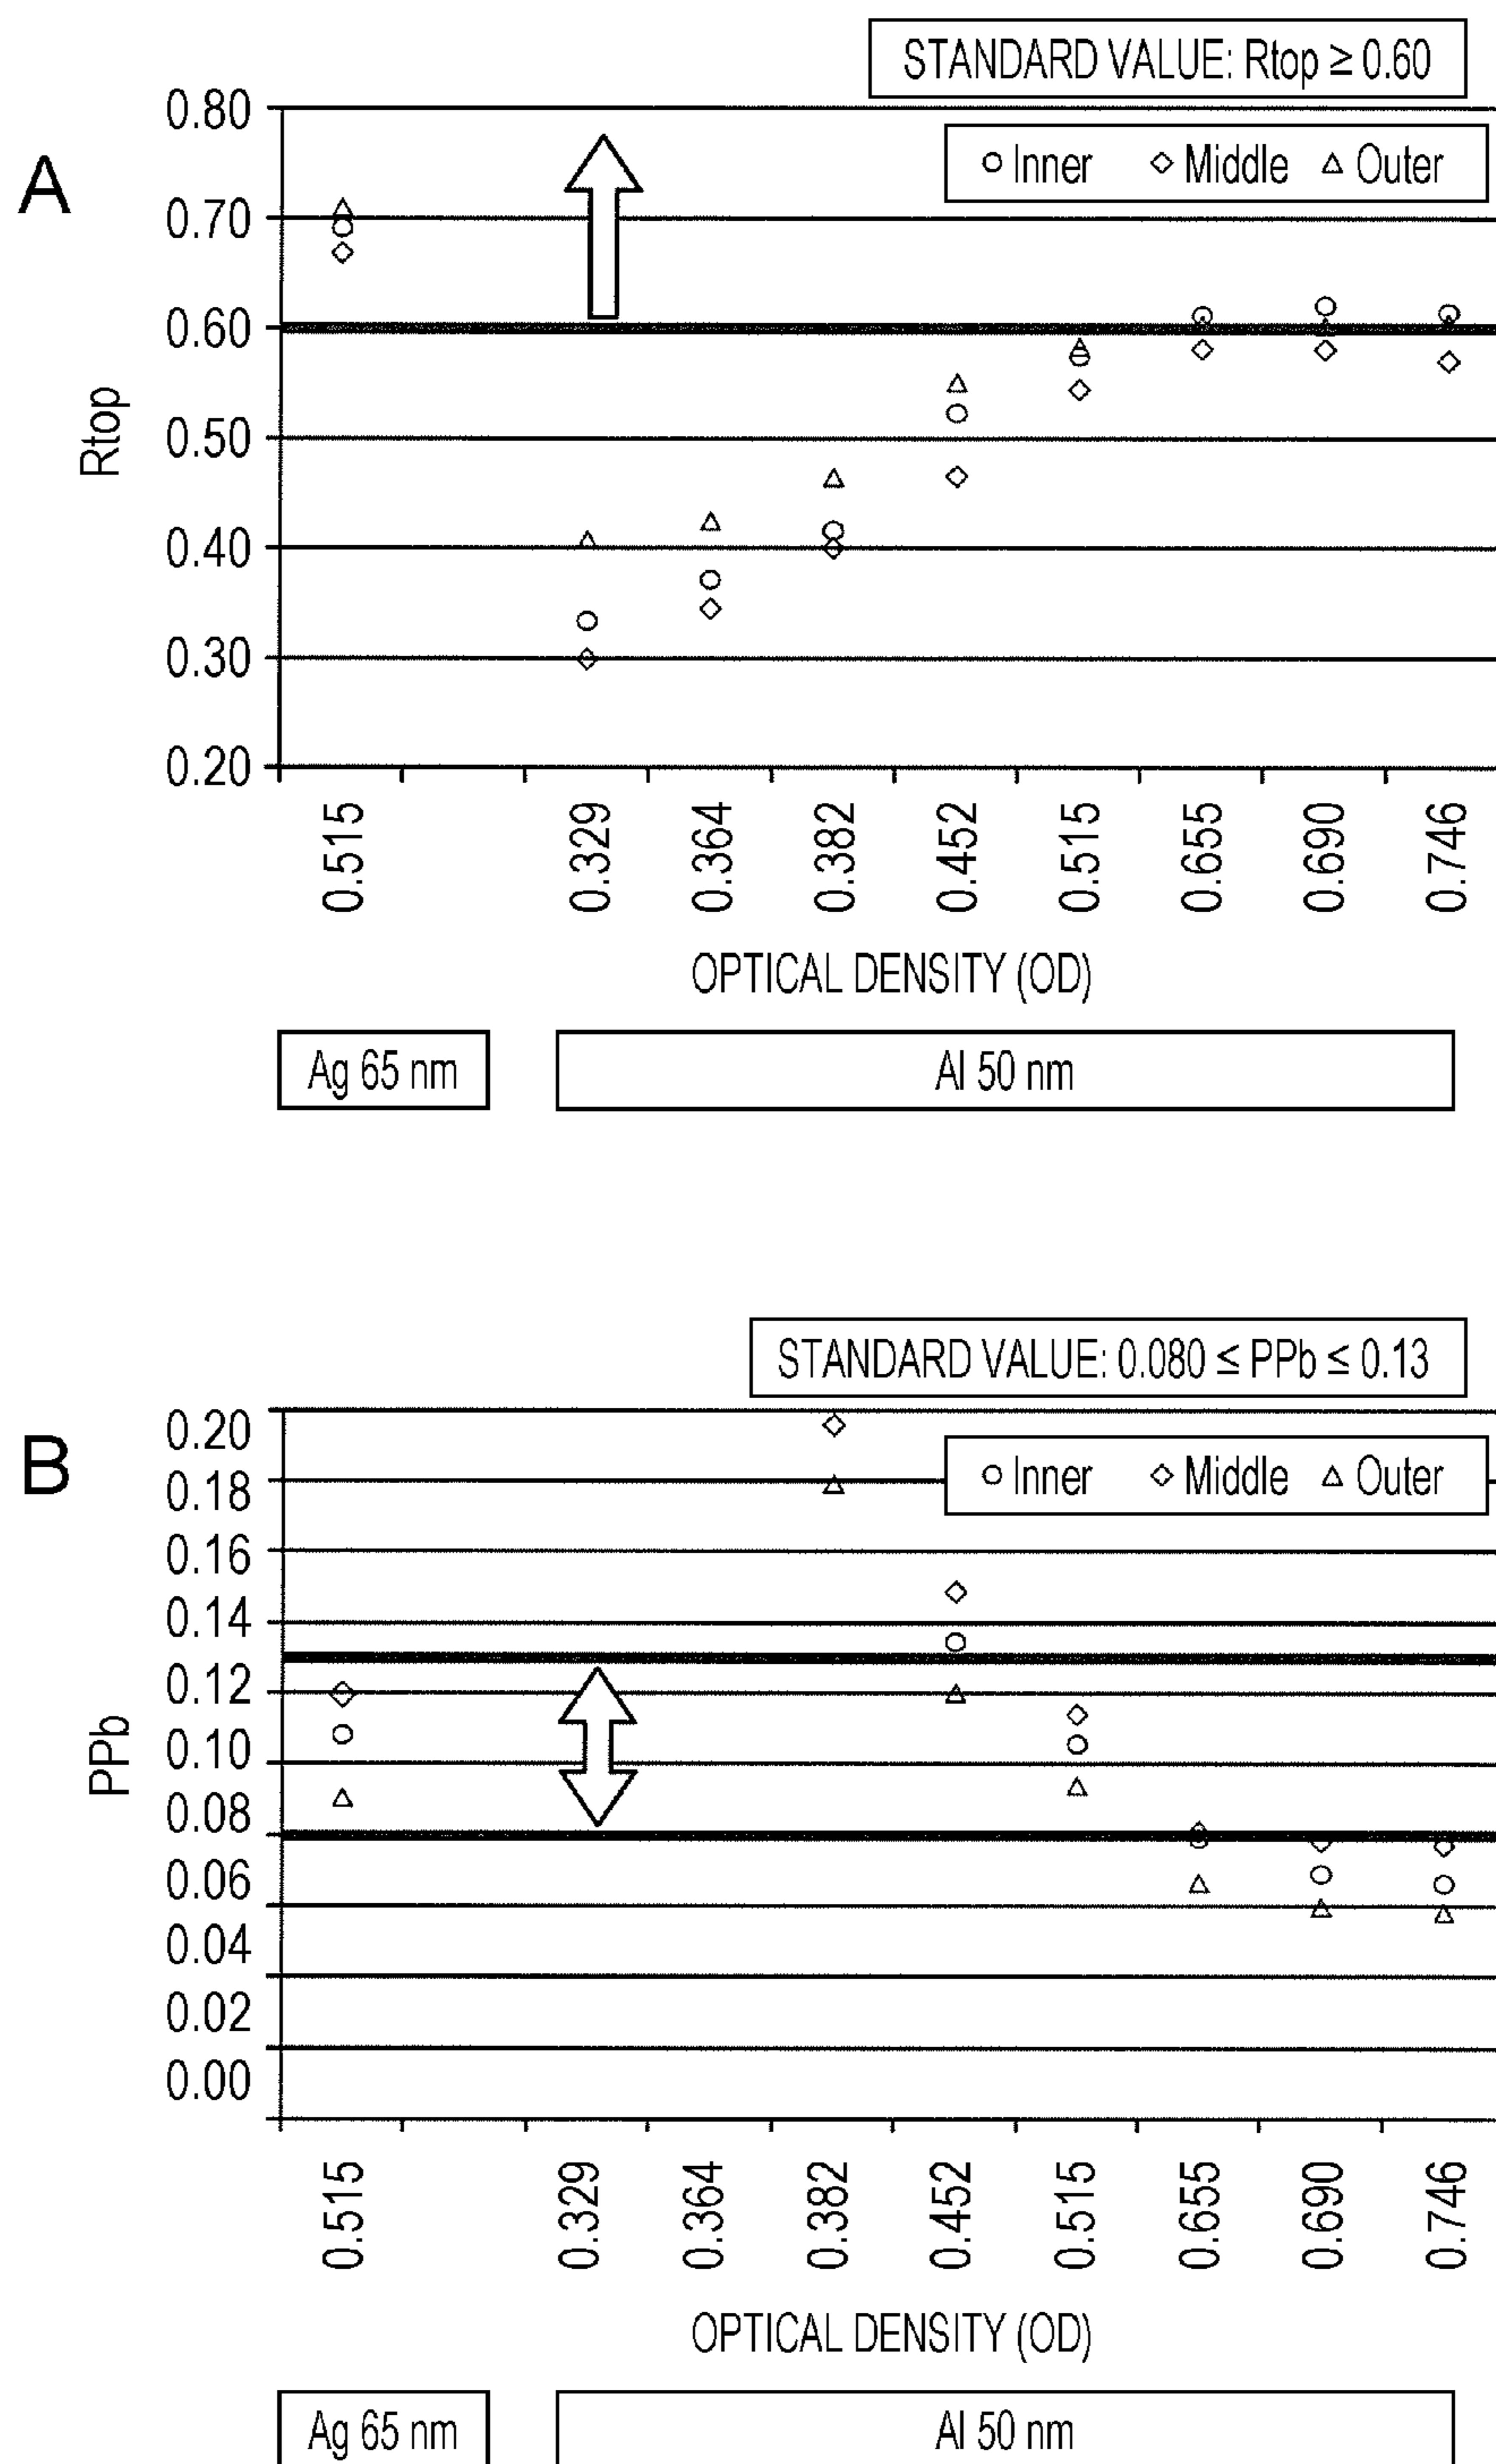 STANDARD VALUE: Rtop ≥ 0.60
A
○ Inner ◇ Middle △ Outer
0.80
0.70
0.60
0.50
0.40
0.30
0.20
Rtop
0.515 0.329 0.364 0.382 0.452 0.515 0.655 0.690 0.746
OPTICAL DENSITY (OD)
Ag 65 nm Al 50 nm
STANDARD VALUE: 0.080 ≤ PPb ≤ 0.13
B
○ Inner ◇ Middle △ Outer
0.20
0.18
0.16
0.14
0.12
0.10
0.08
0.06
0.04
0.02
0.00
PPb
0.515 0.329 0.364 0.382 0.452 0.515 0.655 0.690 0.746
OPTICAL DENSITY (OD)
Ag 65 nm Al 50 nm